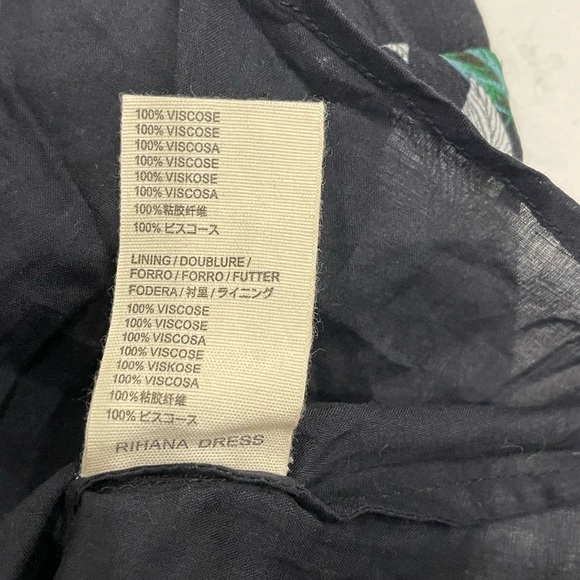 100% VISCOSE
100% VISCOSE
100% VISCOSA
100% VISCOSE
100% VISKOSE
100% VISCOSA
100%粘胶纤维
100% ビスコース
LINING / DOUBLURE /
FORRO / FORRO / FUTTER
FODERA / 衬里 / ライニング
100% VISCOSE
100% VISCOSE
100% VISCOSA
100% VISCOSE
100% VISKOSE
100% VISCOSA
100%粘胶纤维
100% ビスコース
RIHANA DRESS